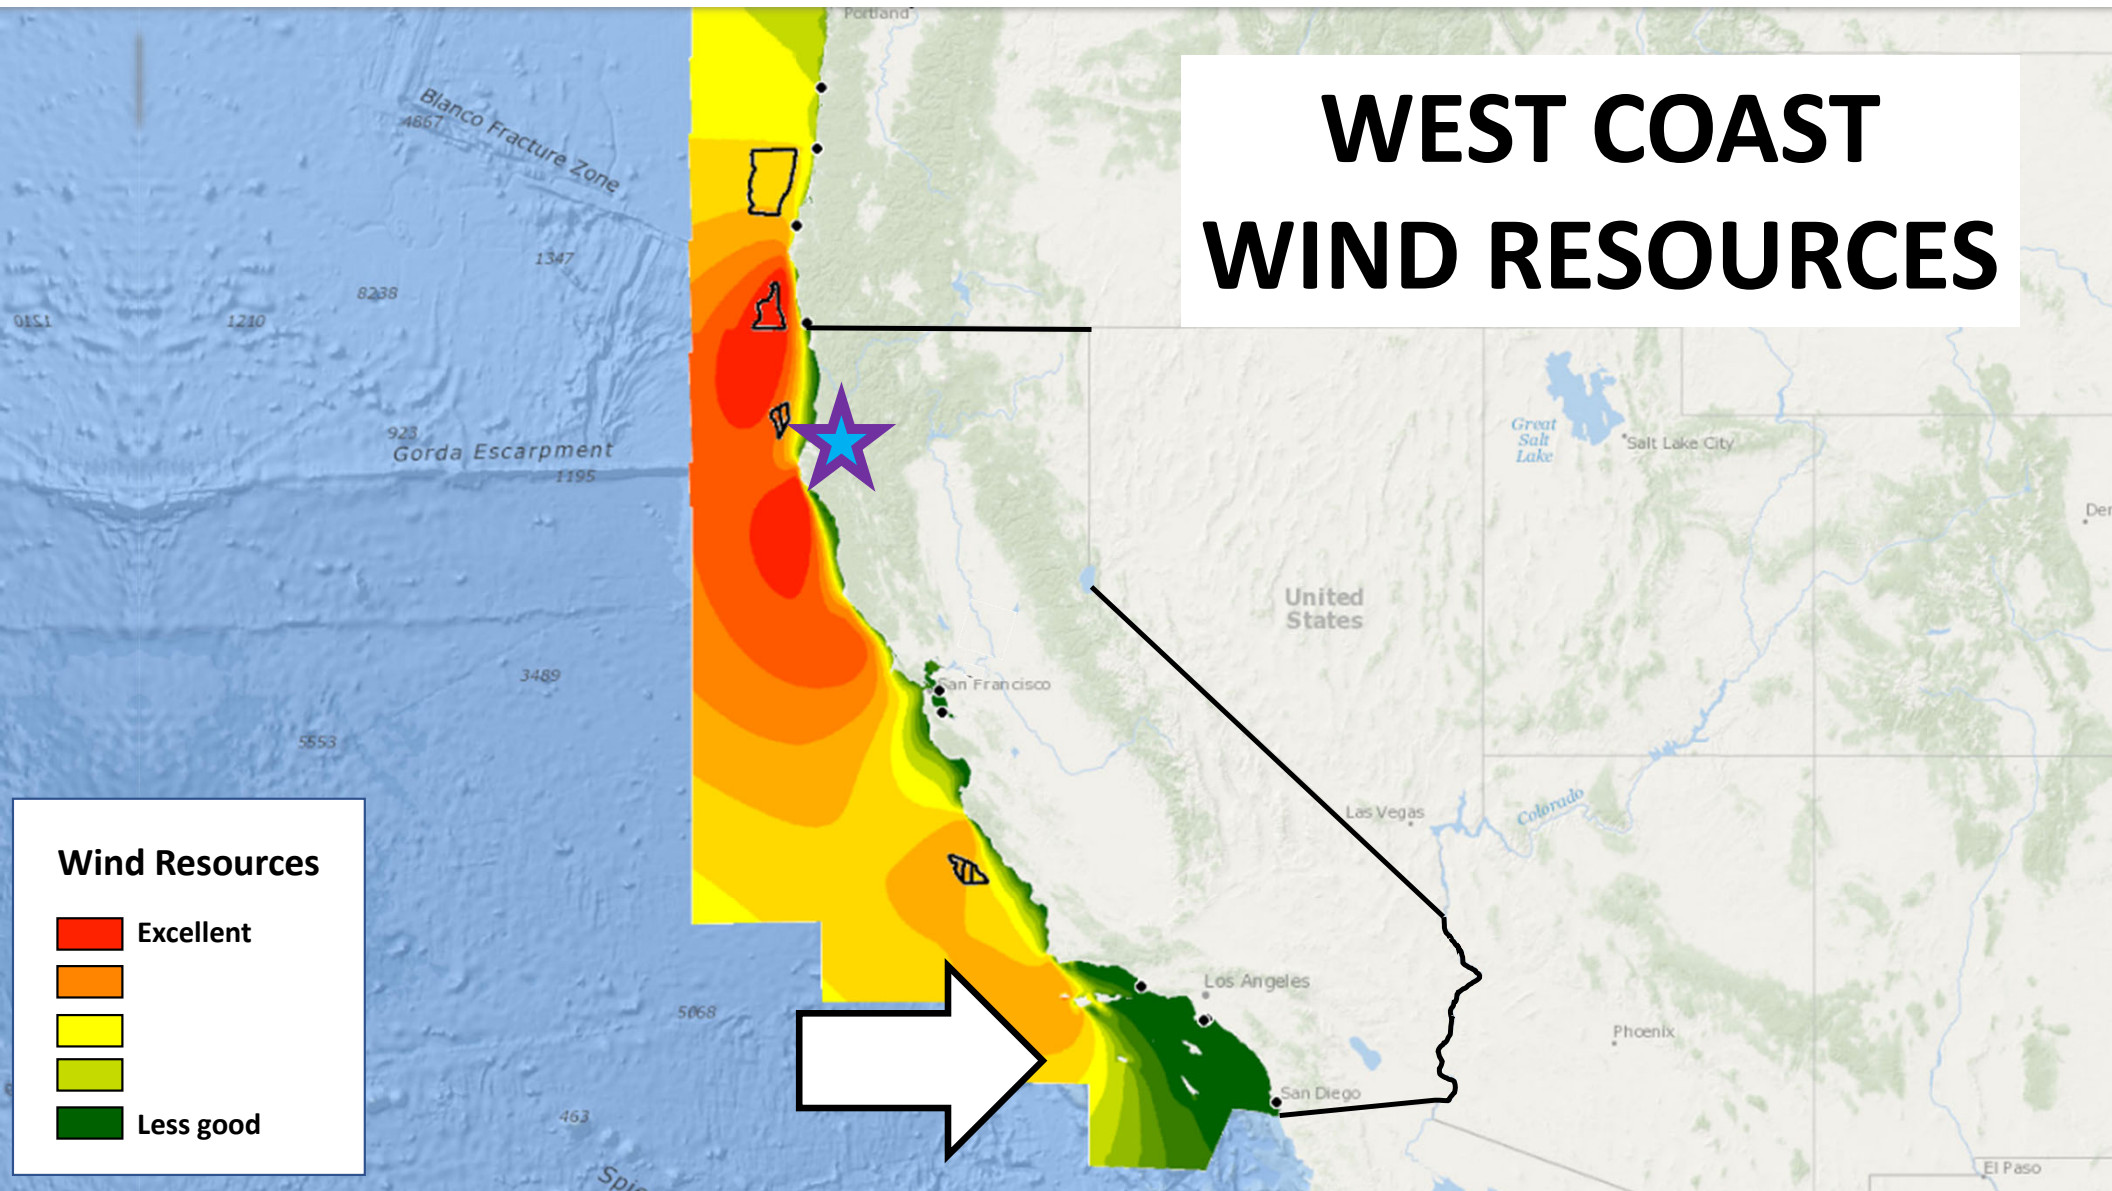 Portland
WEST COAST
WIND RESOURCES
Blanco Fracture Zone
4867
1347
8238
1210
1210
923
Gorda Escarpment
1195
Great
Salt
Lake
Salt Lake City
Den
United
States
3489
San Francisco
5553
Las Vegas
Colorado
Wind Resources
Excellent
Less good
Los Angeles
5068
Phoenix
San Diego
463
El Paso